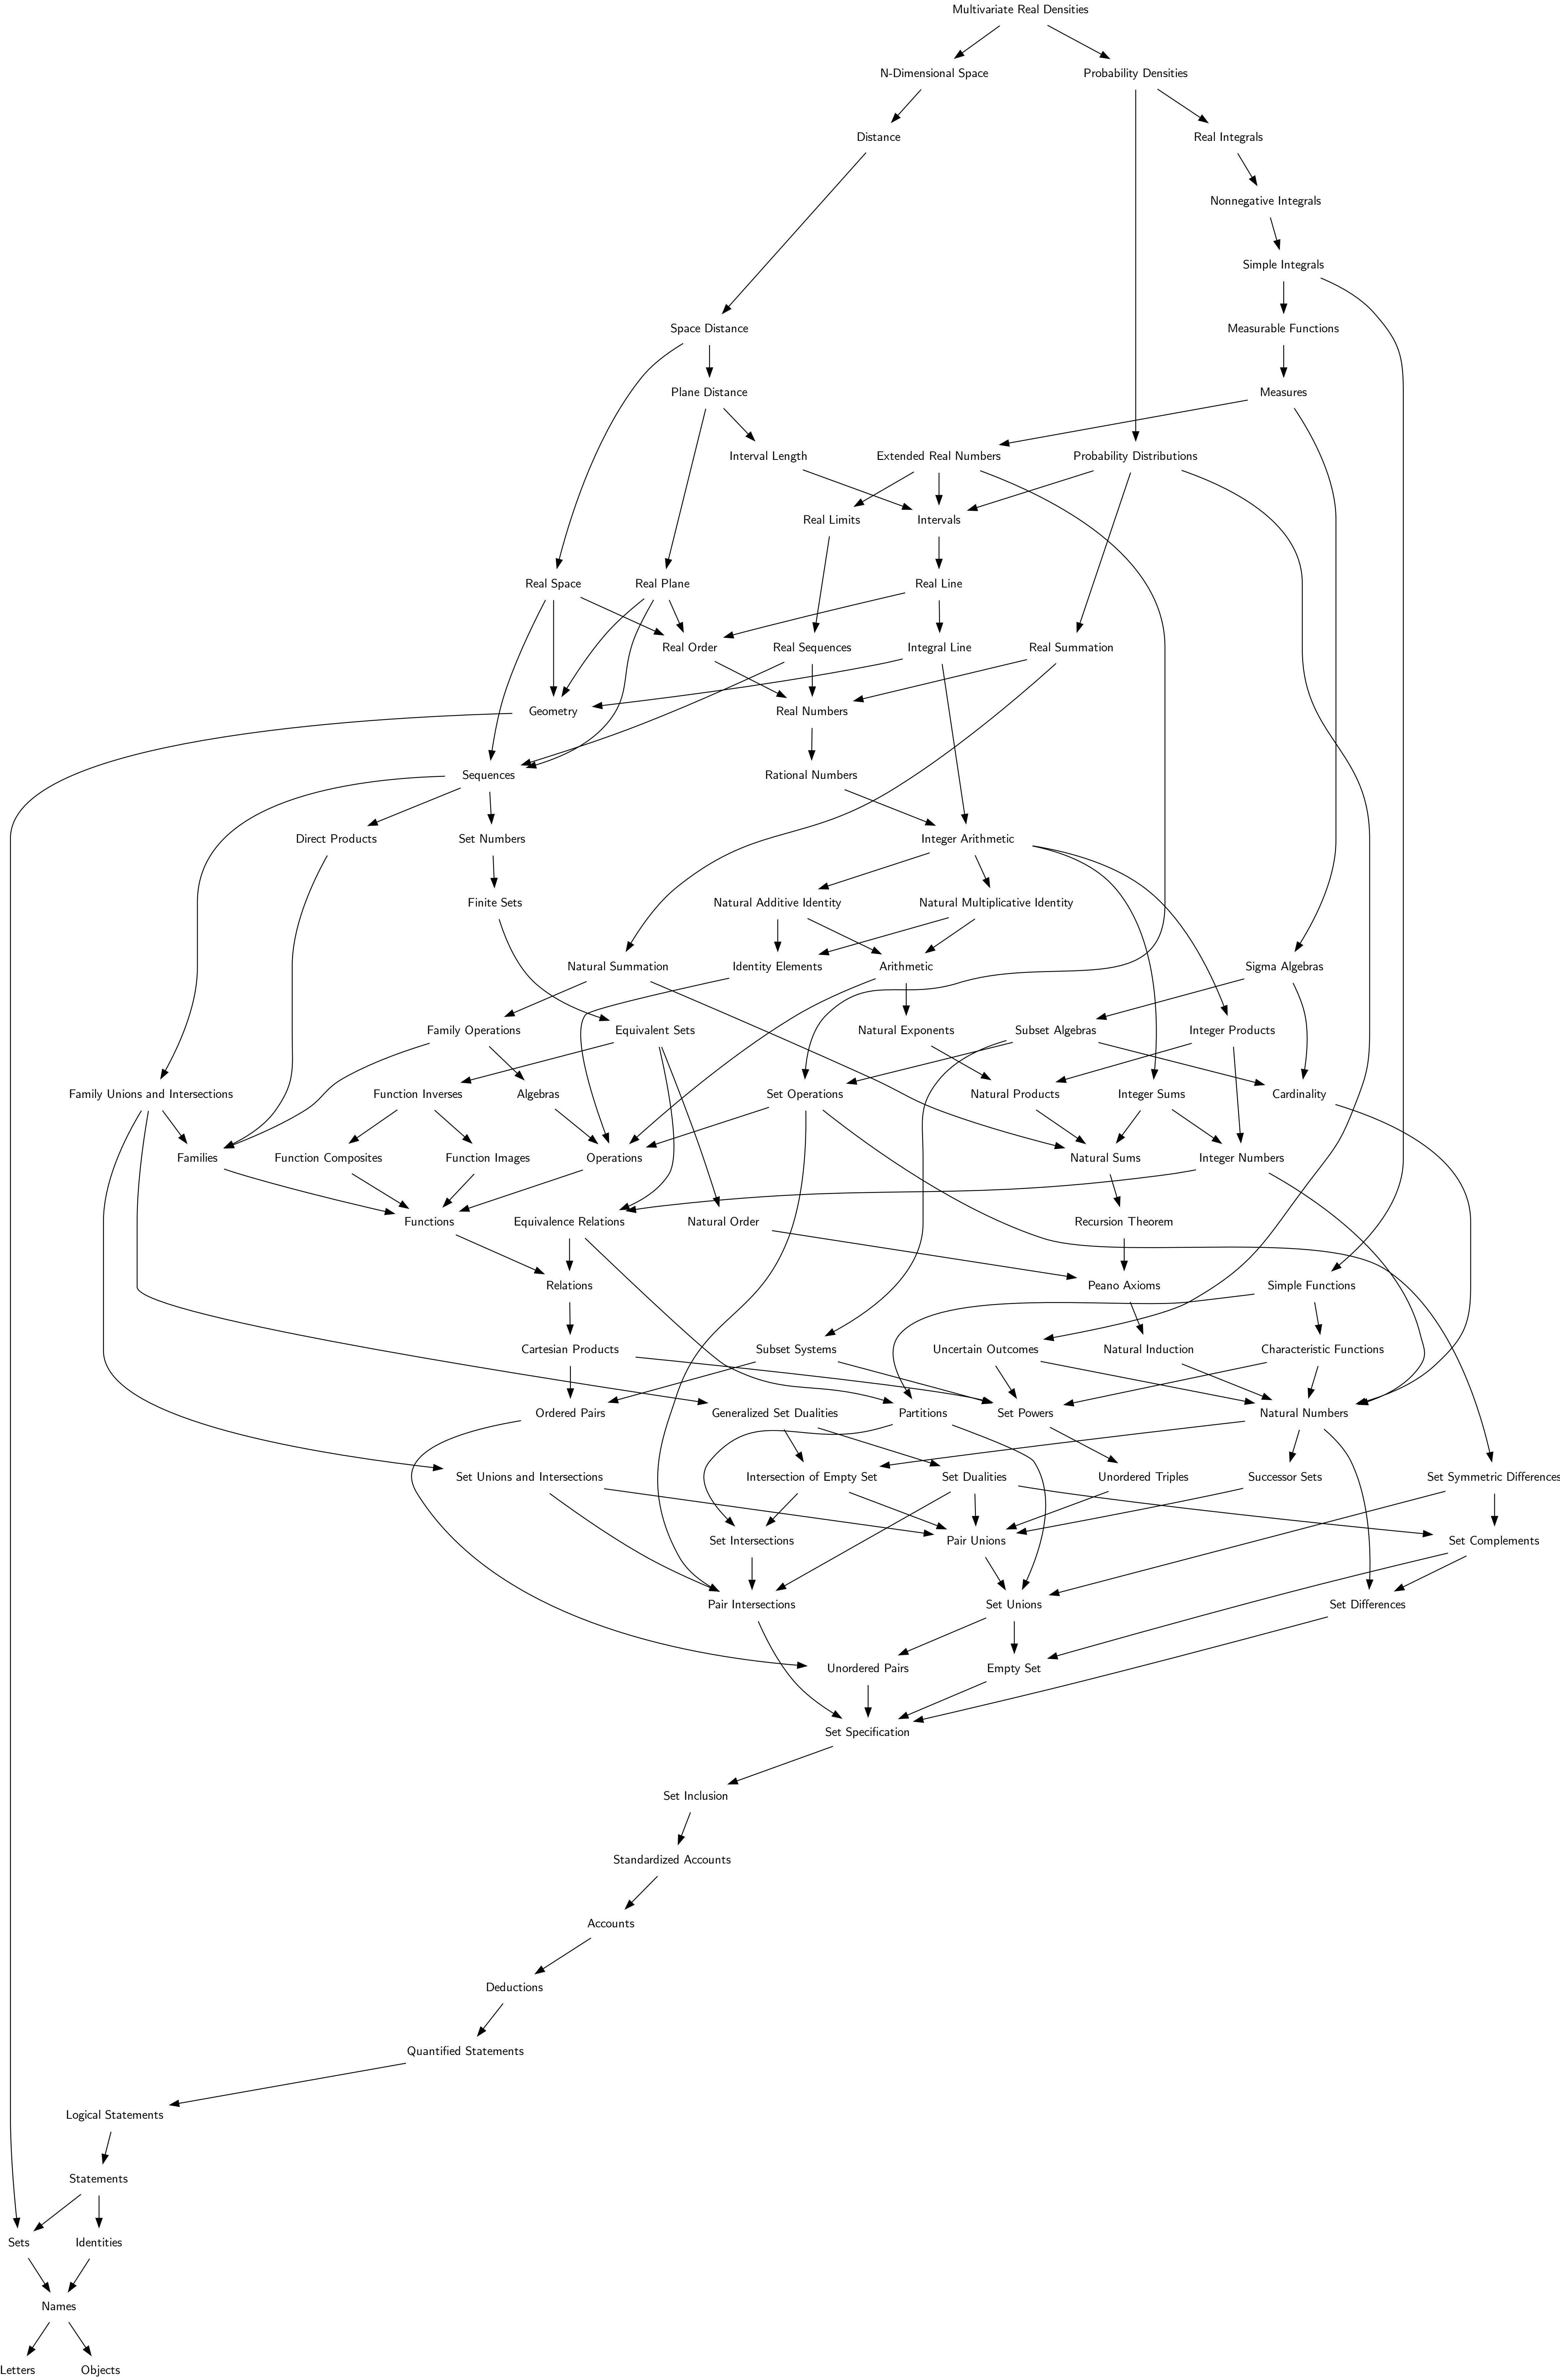 Multivariate Real Densities
N-Dimensional Space
Probability Densities
Distance
Real Integrals
Nonnegative Integrals
Simple Integrals
Space Distance
Measurable Functions
Plane Distance
Measures
Interval Length
Extended Real Numbers
Probability Distributions
Real Limits
Intervals
Real Space
Real Plane
Real Line
Real Order
Real Sequences
Integral Line
Real Summation
Geometry
Real Numbers
Sequences
Rational Numbers
Direct Products
Set Numbers
Integer Arithmetic
Finite Sets
Natural Additive Identity
Natural Multiplicative Identity
Natural Summation
Identity Elements
Arithmetic
Sigma Algebras
Family Operations
Equivalent Sets
Natural Exponents
Subset Algebras
Integer Products
Family Unions and Intersections
Function Inverses
Algebras
Set Operations
Natural Products
Integer Sums
Cardinality
Families
Function Composites
Function Images
Operations
Natural Sums
Integer Numbers
Functions
Equivalence Relations
Natural Order
Recursion Theorem
Relations
Peano Axioms
Simple Functions
Cartesian Products
Subset Systems
Uncertain Outcomes
Natural Induction
Characteristic Functions
Ordered Pairs
Generalized Set Dualities
Partitions
Set Powers
Natural Numbers
Set Unions and Intersections
Intersection of Empty Set
Set Dualities
Unordered Triples
Successor Sets
Set Symmetric Differences
Set Intersections
Pair Unions
Set Complements
Pair Intersections
Set Unions
Set Differences
Unordered Pairs
Empty Set
Set Specification
Set Inclusion
Standardized Accounts
Accounts
Deductions
Quantified Statements
Logical Statements
Statements
Sets
Identities
Names
Letters
Objects